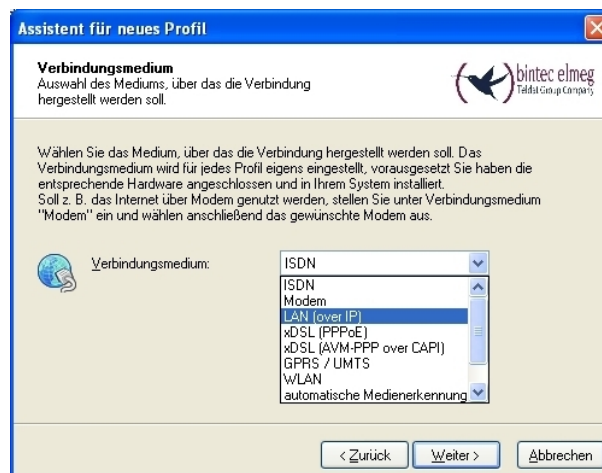 Assistent für neues Profil
Verbindungsmedium
Auswahl des Mediums, über das die Verbindung
hergestellt werden soll.
bintec elmeg
Teldat Group Company
Wählen Sie das Medium, über das die Verbindung hergestellt werden soll. Das
Verbindungsmedium wird für jedes Profil eigens eingestellt, vorausgesetzt Sie haben die
entsprechende Hardware angeschlossen und in Ihrem System installiert.
Soll z. B. das Internet über Modem genutzt werden, stellen Sie unter Verbindungsmedium
"Modem" ein und wählen anschließend das gewünschte Modem aus.
Verbindungsmedium:
ISDN
ISDN
Modem
LAN (over IP)
xDSL (PPPoE)
xDSL (AVM-PPP over CAPI)
GPRS / UMTS
WLAN
automatische Medienerkennung
< Zurück
Weiter >
Abbrechen